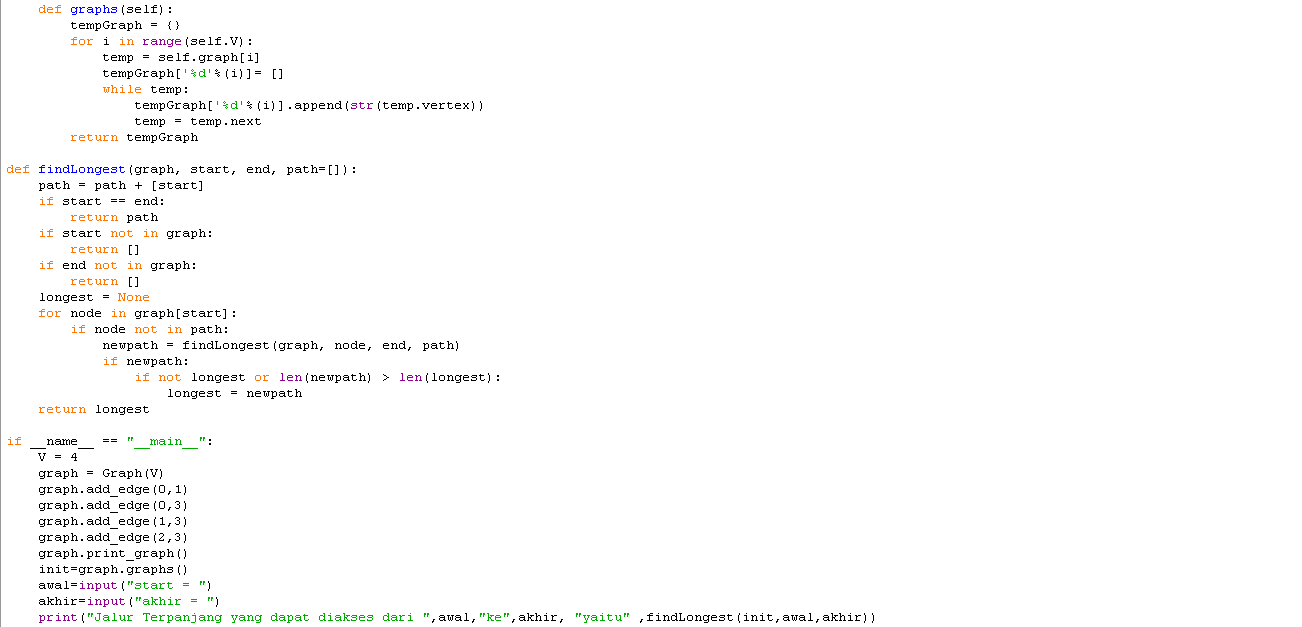 def graphs(self):
        tempGraph = {}
        for i in range(self.V):
            temp = self.graph[i]
            tempGraph['%d'%(i)]= []
            while temp:
                tempGraph['%d'%(i)].append(str(temp.vertex))
                temp = temp.next
        return tempGraph

def findLongest(graph, start, end, path=[]):
    path = path + [start]
    if start == end:
        return path
    if start not in graph:
        return []
    if end not in graph:
        return []
    longest = None
    for node in graph[start]:
        if node not in path:
            newpath = findLongest(graph, node, end, path)
            if newpath:
                if not longest or len(newpath) > len(longest):
                    longest = newpath
    return longest

if __name__ == "__main__":
    V = 4
    graph = Graph(V)
    graph.add_edge(0,1)
    graph.add_edge(0,3)
    graph.add_edge(1,3)
    graph.add_edge(2,3)
    graph.print_graph()
    init=graph.graphs()
    awal=input("start = ")
    akhir=input("akhir = ")
    print("Jalur Terpanjang yang dapat diakses dari ",awal,"ke",akhir, "yaitu" ,findLongest(init,awal,akhir))